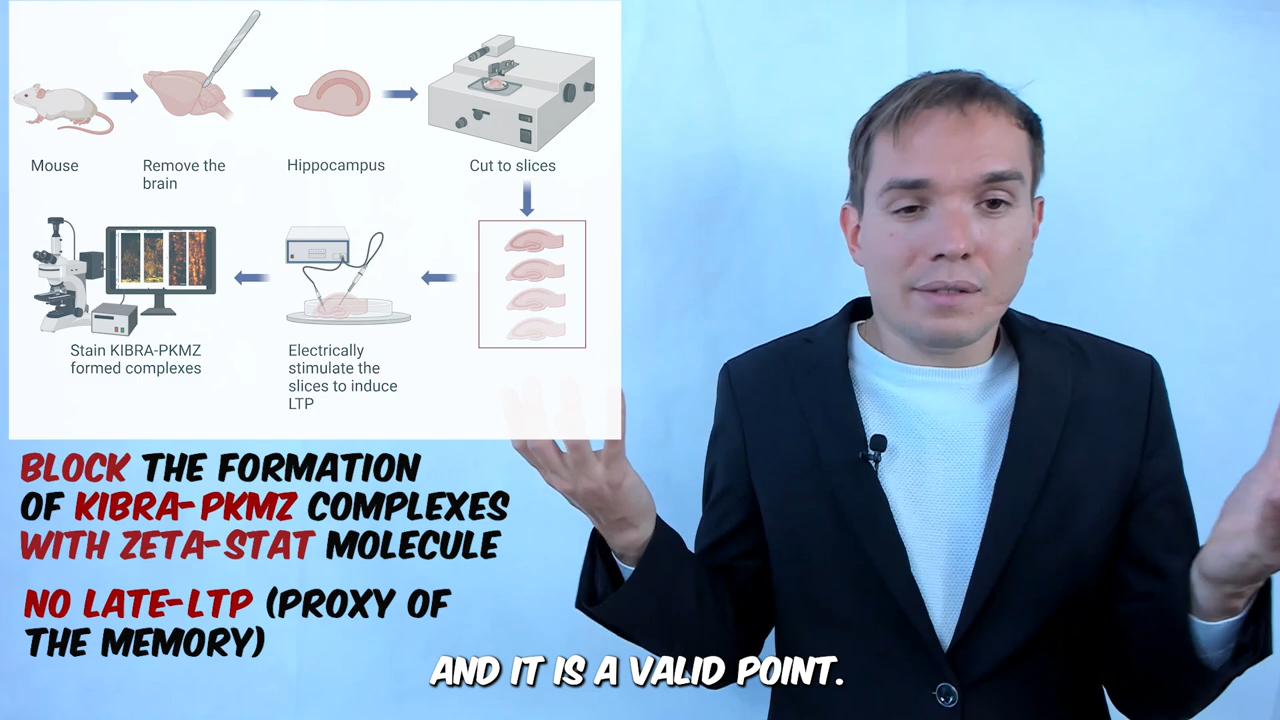 Mouse
Remove the
brain
Hippocampus
Cut to slices
Stain KIBRA-PKMZ
formed complexes
Electrically
stimulate the
slices to induce
LTP
BLOCK THE FORMATION
OF KIBRA-PKMZ COMPLEXES
WITH ZETA-STAT MOLECULE
NO LATE-LTP (PROXY OF
THE MEMORY)
AND IT IS A VALID POINT.